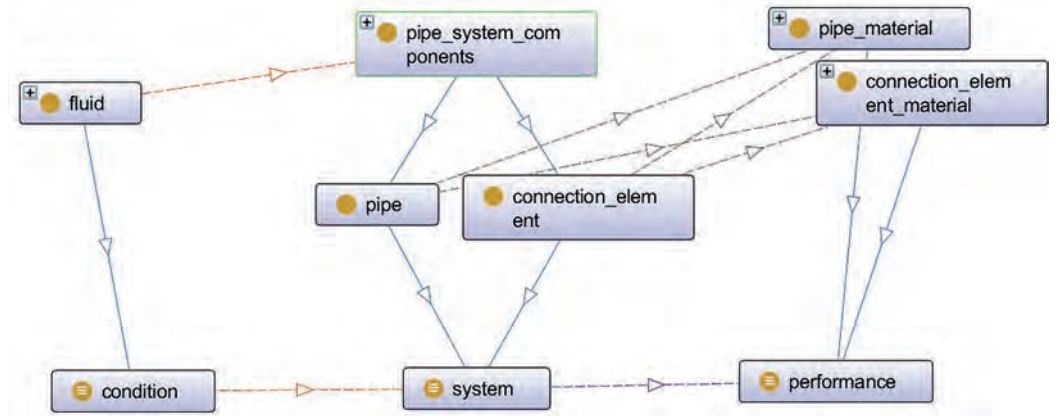 pipe_system_com
ponents
pipe_material
connection_elem
ent_material
fluid
pipe
connection_elem
ent
condition
system
performance